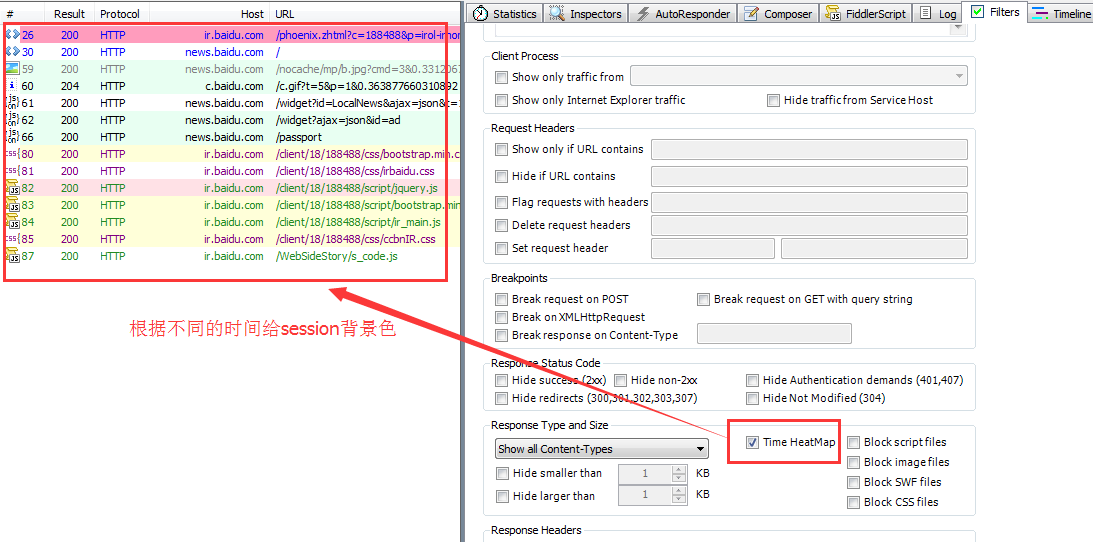 # Result Protocol Host URL
26 200 HTTP ir.baidu.com /phoenix.zhtml?c=188488&p=irol-irhom
30 200 HTTP news.baidu.com /
59 200 HTTP news.baidu.com /nocache/mp/b.jpg?cmd=3&0.331206
60 204 HTTP c.baidu.com /c.gif?t=5&p=1&0.363877660310892
61 200 HTTP news.baidu.com /widget?id=LocalNews&ajax=json&t=1
62 200 HTTP news.baidu.com /widget?ajax=json&id=ad
66 200 HTTP news.baidu.com /passport
80 200 HTTP ir.baidu.com /client/18/188488/css/bootstrap.min.c
81 200 HTTP ir.baidu.com /client/18/188488/css/irbaidu.css
82 200 HTTP ir.baidu.com /client/18/188488/script/jquery.js
83 200 HTTP ir.baidu.com /client/18/188488/script/bootstrap.min
84 200 HTTP ir.baidu.com /client/18/188488/script/ir_main.js
85 200 HTTP ir.baidu.com /client/18/188488/css/ccbnIR.css
87 200 HTTP ir.baidu.com /WebSideStory/s_code.js
根据不同的时间给session背景色
Statistics Inspectors AutoResponder Composer FiddlerScript Log Filters Timeline
Client Process
Show only traffic from
Show only Internet Explorer traffic Hide traffic from Service Host
Request Headers
Show only if URL contains
Hide if URL contains
Flag requests with headers
Delete request headers
Set request header
Breakpoints
Break request on POST Break request on GET with query string
Break on XMLHttpRequest
Break response on Content-Type
Response Status Code
Hide success (2xx) Hide non-2xx Hide Authentication demands (401,407)
Hide redirects (300,301,302,303,307) Hide Not Modified (304)
Response Type and Size
Show all Content-Types Time HeatMap Block script files
Block image files
Hide smaller than 1 KB
Block SWF files
Hide larger than 1 KB
Block CSS files
Response Headers